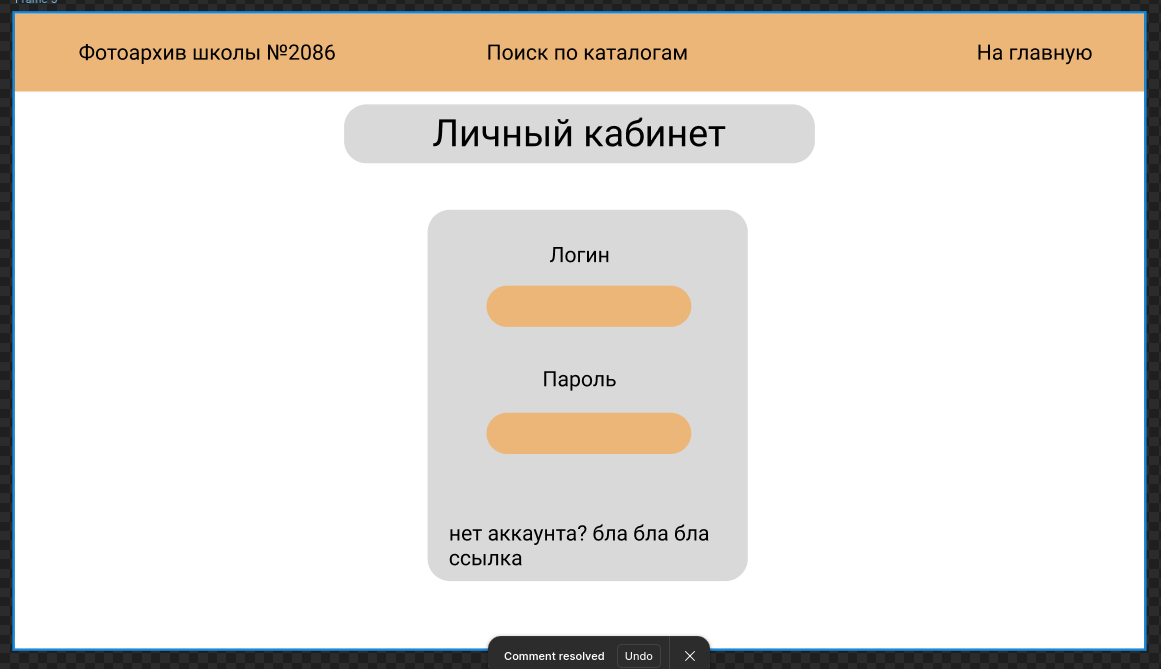 Фотоархив школы №2086
Поиск по каталогам
На главную
Личный кабинет
Логин
Пароль
нет аккаунта? бла бла бла
ссылка
Comment resolved
Undo